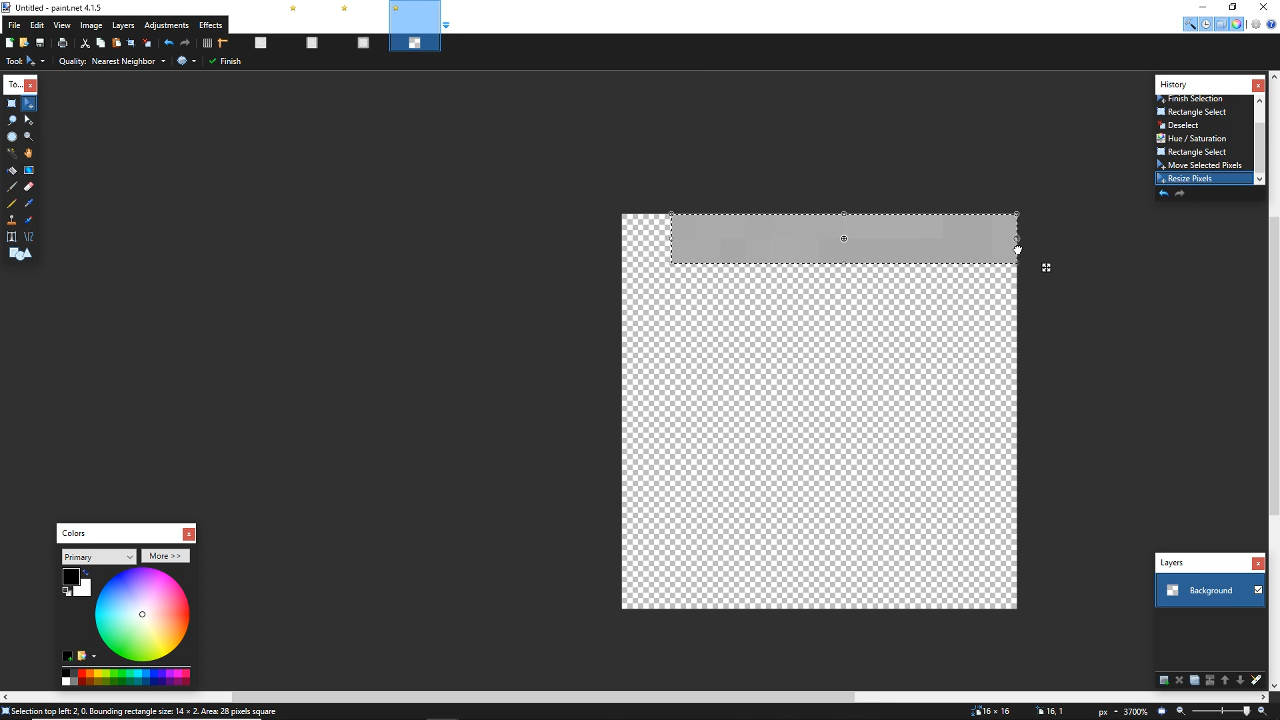 Untitled - paint.net 4.1.5
File Edit View Image Layers Adjustments Effects
Tool: Quality: Nearest Neighbor Finish
To...
History
Finish Selection
Rectangle Select
Deselect
Hue / Saturation
Rectangle Select
Move Selected Pixels
Resize Pixels
Colors
Primary More >>
Layers
Background
Selection top left: 2, 0. Bounding rectangle size: 14 × 2. Area: 28 pixels square 16 × 16 16, 1 px 3700%